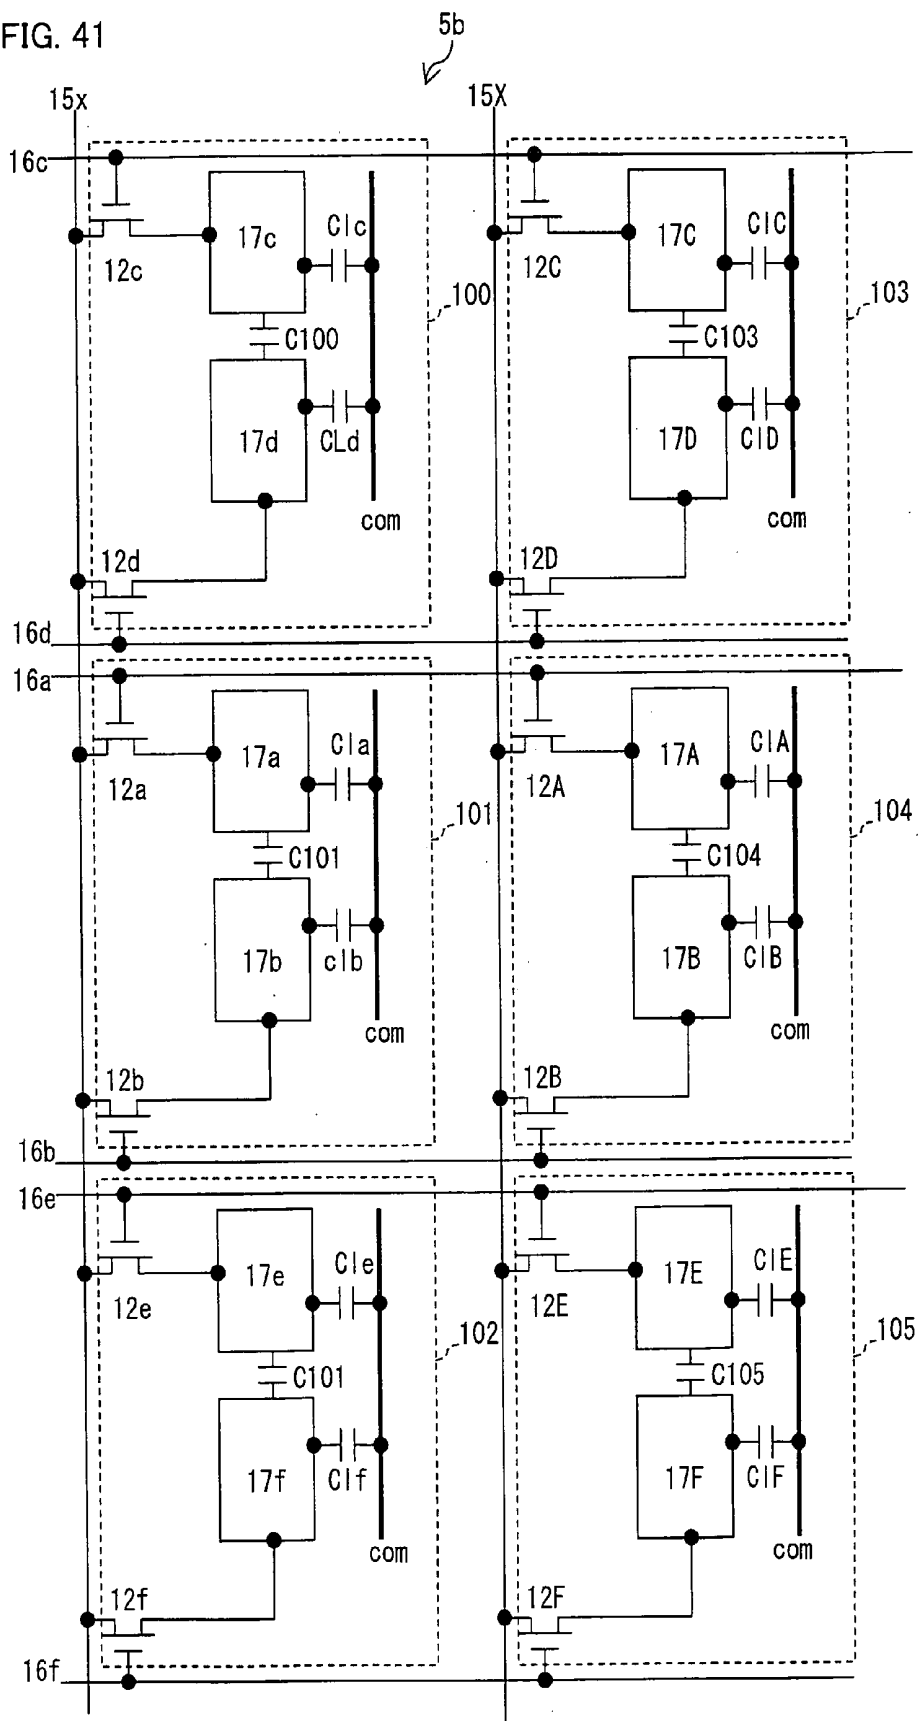 FIG. 41
5b
15x
15X
16c
17c
Clc
17C
ClC
12c
12C
100
103
C100
C103
17d
CLd
17D
ClD
com
com
12d
12D
16d
16a
17a
Cla
17A
ClA
12a
12A
101
104
C101
C104
17b
clb
17B
ClB
com
com
12b
12B
16b
16e
17e
Cle
17E
ClE
12e
12E
102
105
C101
C105
17f
Clf
17F
ClF
com
com
12f
12F
16f